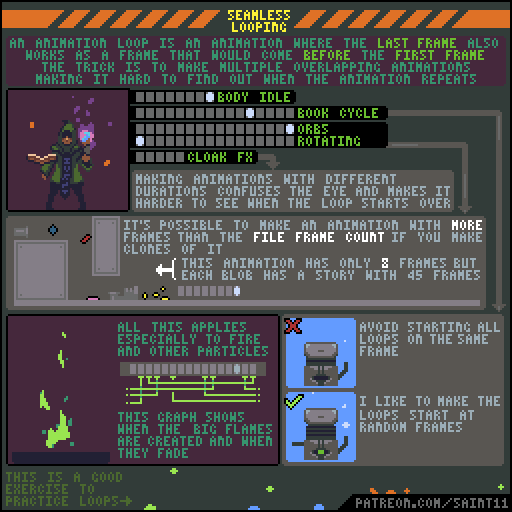 SEAMLESS
LOOPING
AN ANIMATION LOOP IS AN ANIMATION WHERE THE LAST FRAME ALSO
WORKS AS A FRAME THAT WOULD COME BEFORE THE FIRST FRAME
THE TRICK IS TO MAKE MULTIPLE OVERLAPPING ANIMATIONS
MAKING IT HARD TO FIND OUT WHEN THE ANIMATION REPEATS
BODY IDLE
BOOK CYCLE
ORBS
ROTATING
CLOAK FX
MAKING ANIMATIONS WITH DIFFERENT
DURATIONS CONFUSES THE EYE AND MAKES IT
HARDER TO SEE WHEN THE LOOP STARTS OVER
IT'S POSSIBLE TO MAKE AN ANIMATION WITH MORE
FRAMES THAN THE FILE FRAME COUNT IF YOU MAKE
CLONES OF IT
THIS ANIMATION HAS ONLY 8 FRAMES BUT
EACH BLOB HAS A STORY WITH 45 FRAMES
ALL THIS APPLIES
ESPECIALLY TO FIRE
AND OTHER PARTICLES
THIS GRAPH SHOWS
WHEN THE BIG FLAMES
ARE CREATED AND WHEN
THEY FADE
AVOID STARTING ALL
LOOPS ON THE SAME
FRAME
I LIKE TO MAKE THE
LOOPS START AT
RANDOM FRAMES
THIS IS A GOOD
EXERCISE TO
PRACTICE LOOPS→
PATREON.COM/SAINT11